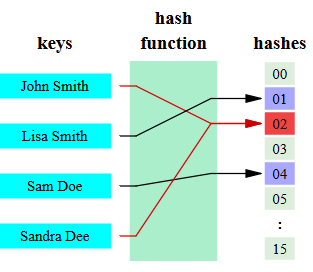 keys
hash
function
hashes
John Smith
Lisa Smith
Sam Doe
Sandra Dee
00
01
02
03
04
05
:
15